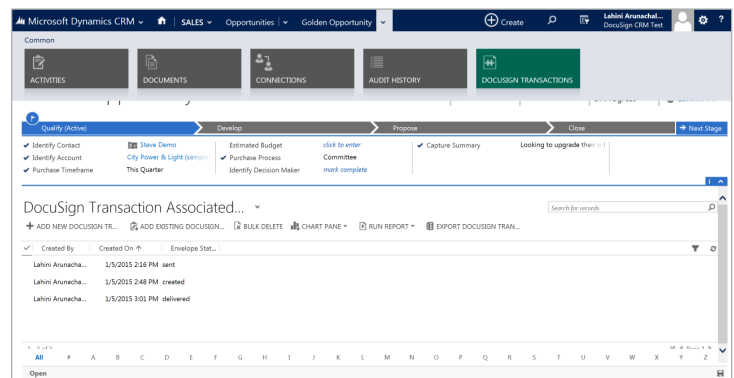 Microsoft Dynamics CRM SALES Opportunities Golden Opportunity Create Lahini Arunachal... DocuSign CRM Test ?
Common
ACTIVITIES DOCUMENTS CONNECTIONS AUDIT HISTORY DOCUSIGN TRANSACTIONS
Qualify (Active) Develop Propose Close Next Stage
Identify Contact Steve Demo Estimated Budget click to enter Capture Summary Looking to upgrade their
Identify Account City Power & Light (sample Purchase Process Committee
Purchase Timeframe This Quarter Identify Decision Maker mark complete
DocuSign Transaction Associated... Search for records
ADD NEW DOCUSIGN TR... ADD EXISTING DOCUSIGN... BULK DELETE CHART PANE RUN REPORT EXPORT DOCUSIGN TRAN...
Created By Created On ↑ Envelope Stat...
Lahini Arunacha... 1/5/2015 2:16 PM sent
Lahini Arunacha... 1/5/2015 2:48 PM created
Lahini Arunacha... 1/5/2015 3:01 PM delivered
All # A B C D E F G H I J K L M N O P Q R S T U V W X Y Z
Open